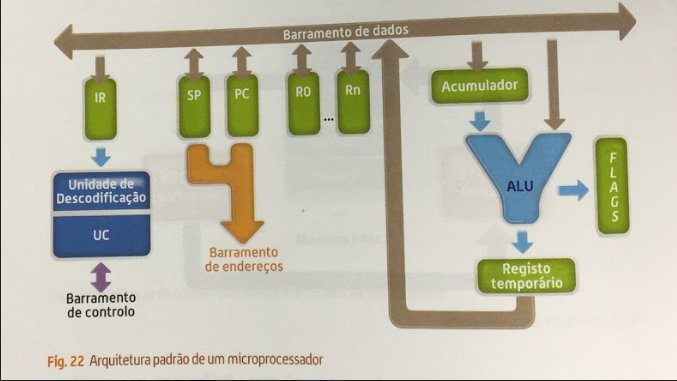 Barramento de dados
IR
SP
PC
R0
...
Rn
Acumulador
Unidade de
Descodificação
UC
ALU
FLAGS
Barramento
de endereços
Registo
temporário
Barramento
de controlo
Fig. 22 Arquitetura padrão de um microprocessador